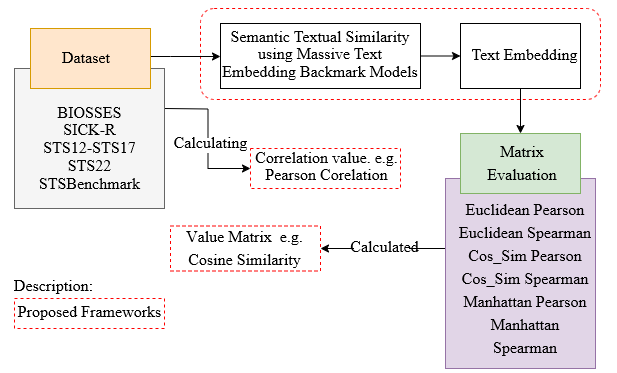 Dataset
Semantic Textual Similarity
using Massive Text
Embedding Backmark Models
Text Embedding
BIOSSES
SICK-R
STS12-STS17
STS22
STSBenchmark
Calculating
Correlation value. e.g.
Pearson Corelation
Matrix
Evaluation
Euclidean Pearson
Euclidean Spearman
Cos_Sim Pearson
Cos_Sim Spearman
Manhattan Pearson
Manhattan
Spearman
Value Matrix e.g.
Cosine Similarity
Calculated
Description:
Proposed Frameworks